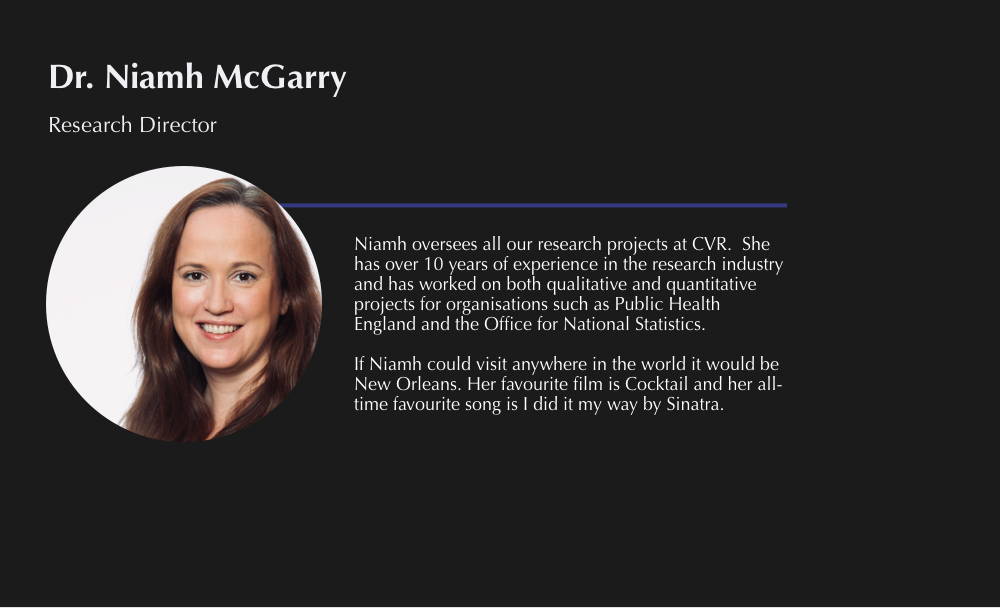 Dr. Niamh McGarry
Research Director
Niamh oversees all our research projects at CVR.  She
has over 10 years of experience in the research industry
and has worked on both qualitative and quantitative
projects for organisations such as Public Health
England and the Office for National Statistics.
If Niamh could visit anywhere in the world it would be
New Orleans. Her favourite film is Cocktail and her all-
time favourite song is I did it my way by Sinatra.